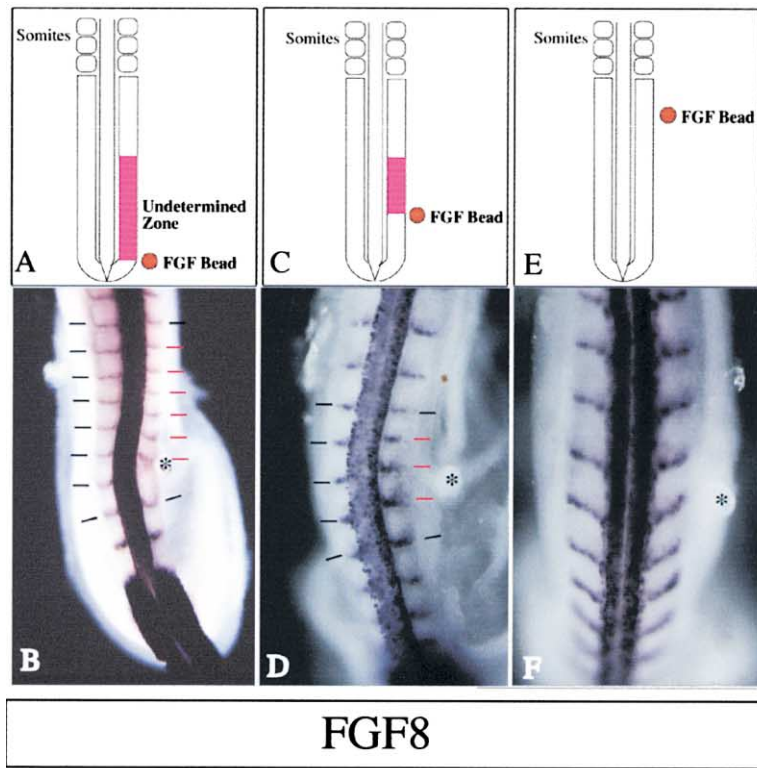 Somites
Undetermined
Zone
FGF Bead
A
Somites
FGF Bead
C
Somites
FGF Bead
E
*
B
*
D
*
F
FGF8